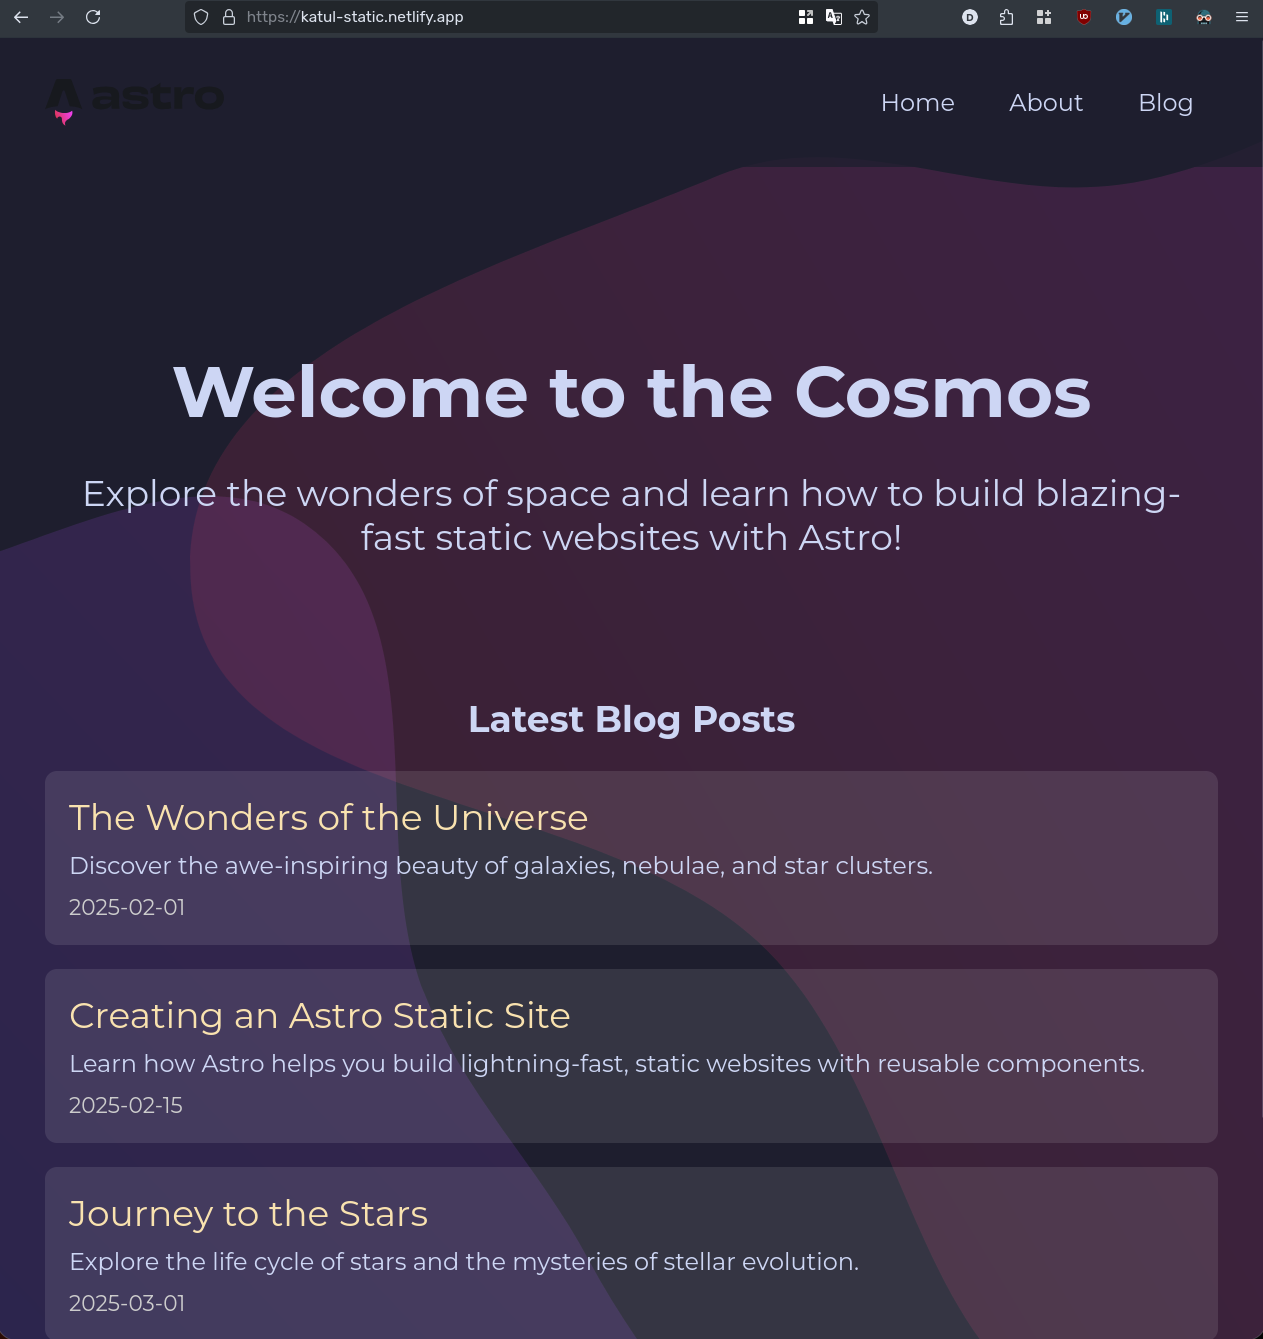 https://katul-static.netlify.app
astro
Home About Blog
Welcome to the Cosmos
Explore the wonders of space and learn how to build blazing-
fast static websites with Astro!
Latest Blog Posts
The Wonders of the Universe
Discover the awe-inspiring beauty of galaxies, nebulae, and star clusters.
2025-02-01
Creating an Astro Static Site
Learn how Astro helps you build lightning-fast, static websites with reusable components.
2025-02-15
Journey to the Stars
Explore the life cycle of stars and the mysteries of stellar evolution.
2025-03-01